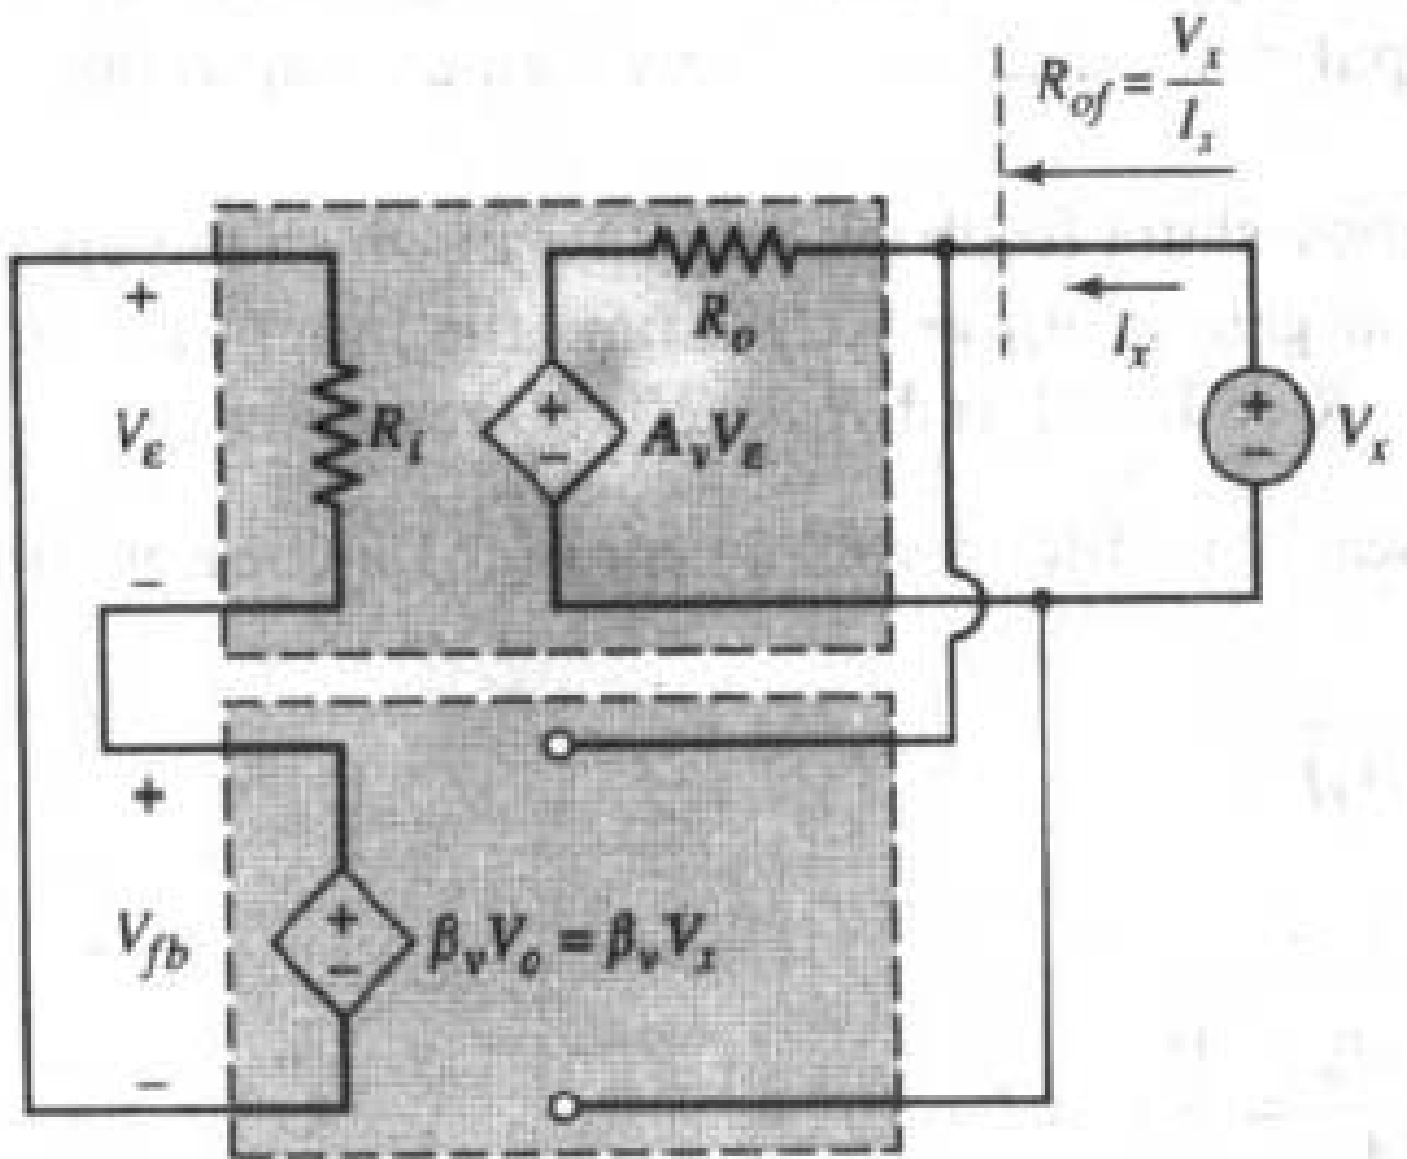 R_of = V_x / I_x
+
R_o
I_x
V_ε
R_i
+
−
A_v V_ε
+
−
V_x
−
+
V_fb
+
−
β_v V_o = β_v V_x
−